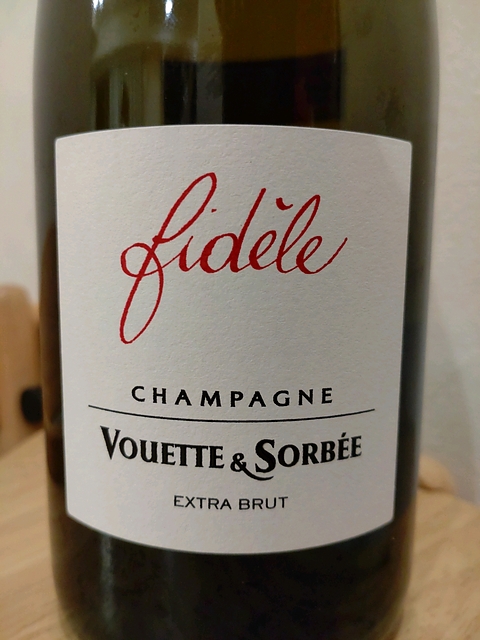 fidèle
CHAMPAGNE
VOUETTE & SORBÉE
EXTRA BRUT